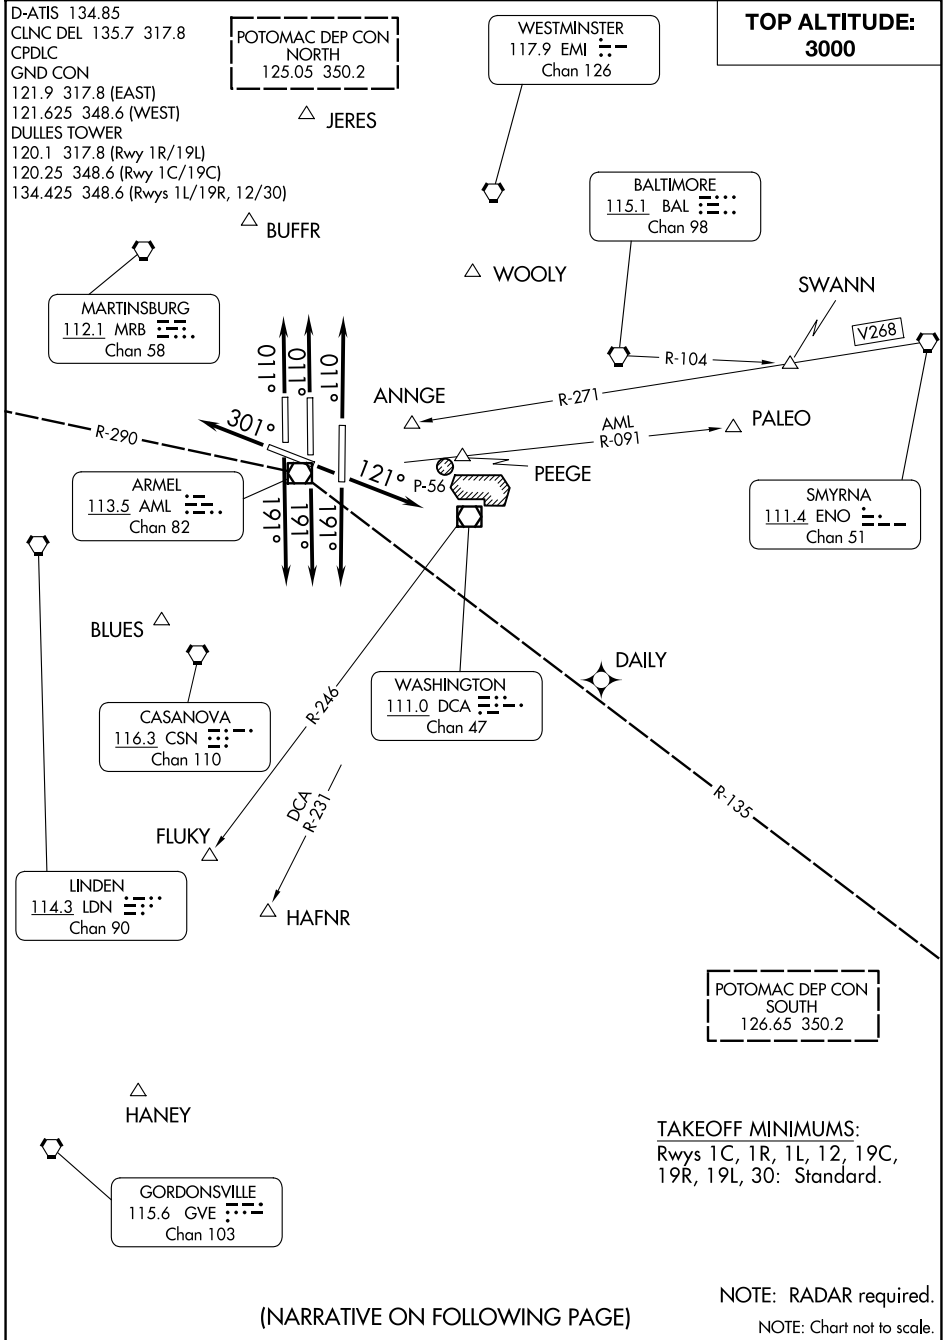 D-ATIS 134.85
CLNC DEL 135.7 317.8
CPDLC
GND CON
121.9 317.8 (EAST)
121.625 348.6 (WEST)
DULLES TOWER
120.1 317.8 (Rwy 1R/19L)
120.25 348.6 (Rwy 1C/19C)
134.425 348.6 (Rwys 1L/19R, 12/30)
POTOMAC DEP CON
NORTH
125.05 350.2
WESTMINSTER
117.9 EMI
Chan 126
TOP ALTITUDE:
3000
JERES
BUFFR
BALTIMORE
115.1 BAL
Chan 98
WOOLY
SWANN
MARTINSBURG
112.1 MRB
Chan 58
V268
R-104
011°
011°
011°
R-271
ANNGE
301°
R-290
AML
R-091
PALEO
PEEGE
P-56
121°
ARMEL
113.5 AML
Chan 82
191°
191°
191°
SMYRNA
111.4 ENO
Chan 51
BLUES
DAILY
WASHINGTON
111.0 DCA
Chan 47
R-246
CASANOVA
116.3 CSN
Chan 110
DCA
R-231
R-135
FLUKY
LINDEN
114.3 LDN
Chan 90
HAFNR
POTOMAC DEP CON
SOUTH
126.65 350.2
HANEY
TAKEOFF MINIMUMS:
Rwys 1C, 1R, 1L, 12, 19C,
19R, 19L, 30: Standard.
GORDONSVILLE
115.6 GVE
Chan 103
NOTE: RADAR required.
(NARRATIVE ON FOLLOWING PAGE)
NOTE: Chart not to scale.